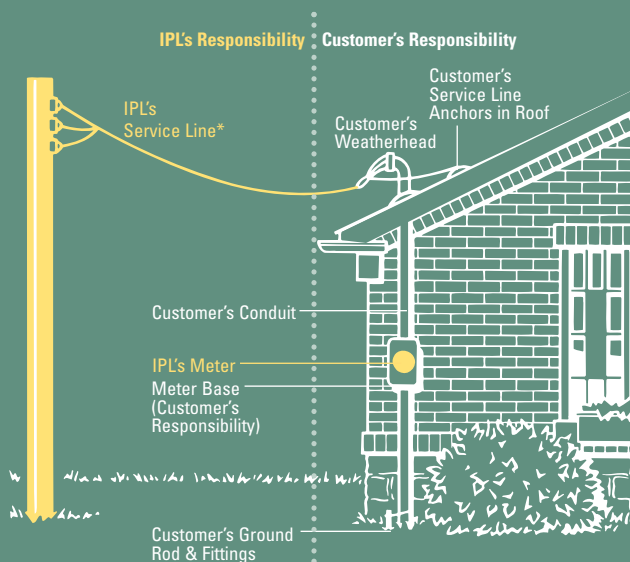 IPL's Responsibility
Customer's Responsibility
IPL's
Service Line*
Customer's
Weatherhead
Customer's
Service Line
Anchors in Roof
Customer's Conduit
IPL's Meter
Meter Base
(Customer's
Responsibility)
Customer's Ground
Rod & Fittings